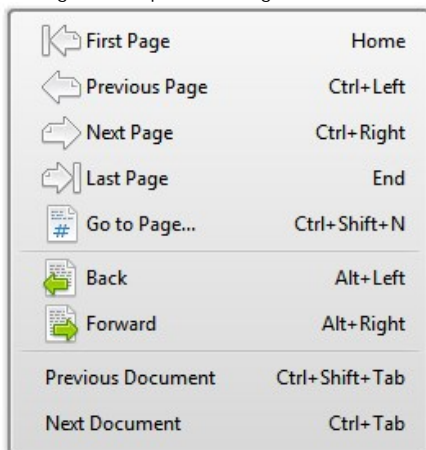 First Page Home
Previous Page Ctrl+Left
Next Page Ctrl+Right
Last Page End
# Go to Page... Ctrl+Shift+N
Back Alt+Left
Forward Alt+Right
Previous Document Ctrl+Shift+Tab
Next Document Ctrl+Tab